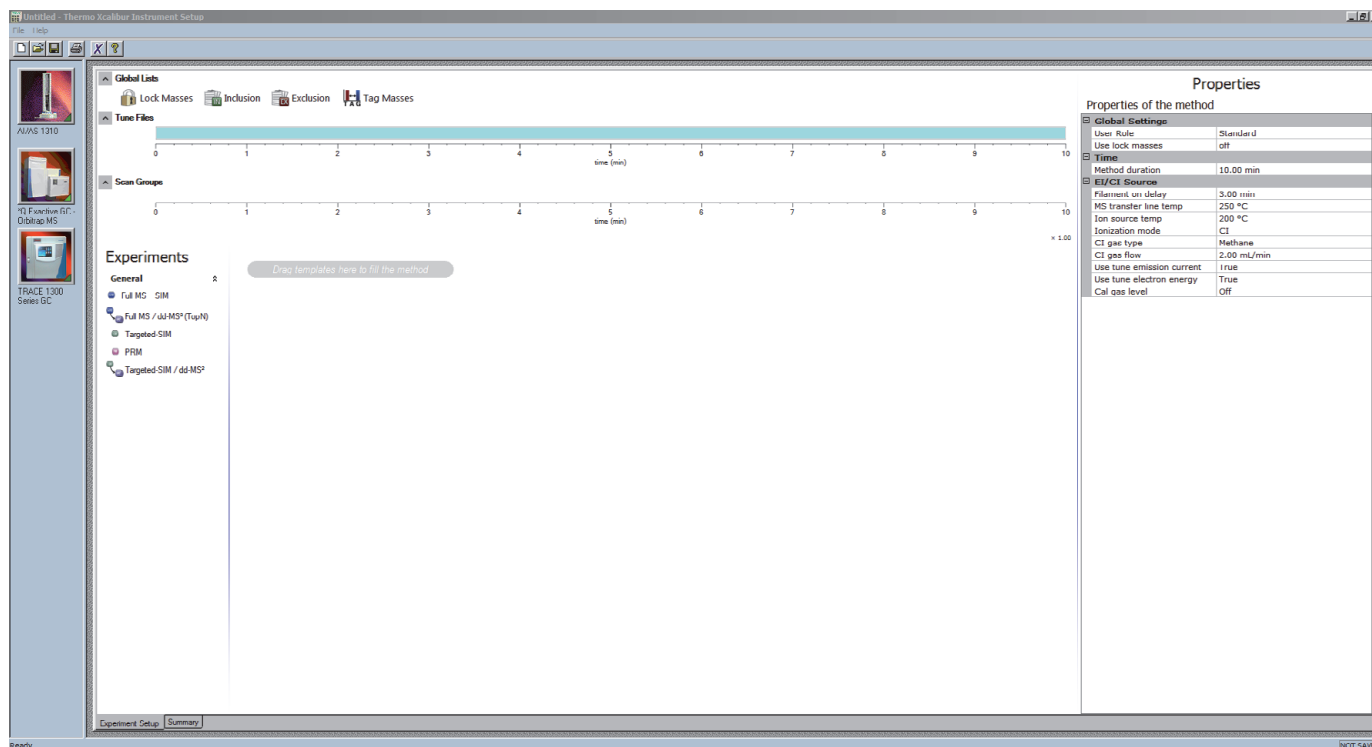 Untitled - Thermo Xcalibur Instrument Setup
File Help
AI/AS 1310
*Q Exactive GC -
Orbitrap MS
TRACE 1300
Series GC
Global Lists
Lock Masses Inclusion Exclusion Tag Masses
Tune Files
0 1 2 3 4 5 6 7 8 9 10
time (min)
Scan Groups
0 1 2 3 4 5 6 7 8 9 10
time (min)
× 1.00
Experiments
General
Full MS SIM
Full MS / dd-MS² (TopN)
Targeted-SIM
PRM
Targeted-SIM / dd-MS²
Drag templates here to fill the method
Properties
Properties of the method
Global Settings
User Role Standard
Use lock masses off
Time
Method duration 10.00 min
EI/CI Source
Filament on delay 3.00 min
MS transfer line temp 250 °C
Ion source temp 200 °C
Ionization mode CI
CI gas type Methane
CI gas flow 2.00 mL/min
Use tune emission current True
Use tune electron energy True
Cal gas level Off
Experiment Setup Summary
Ready NOT SAV